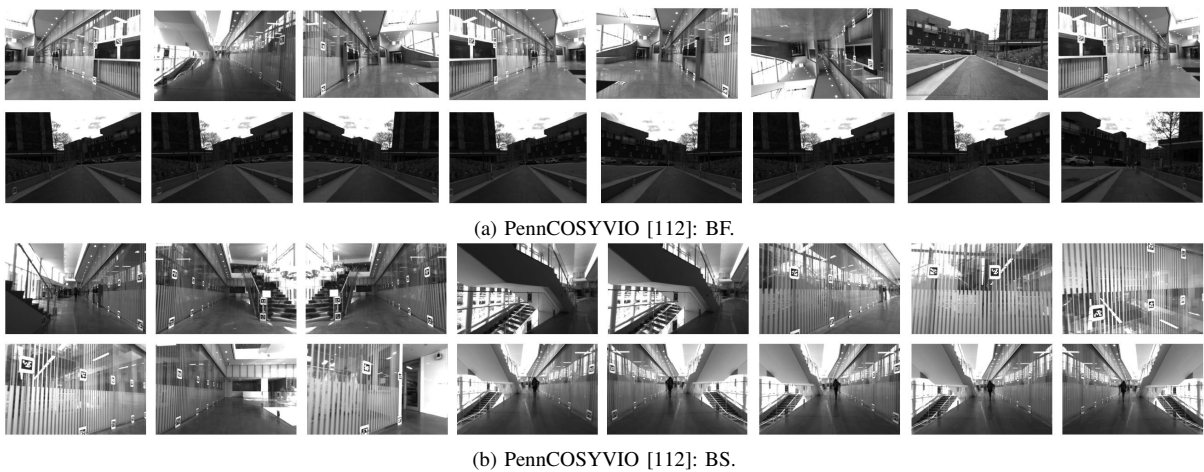 (a) PennCOSYVIO [112]: BF.
(b) PennCOSYVIO [112]: BS.